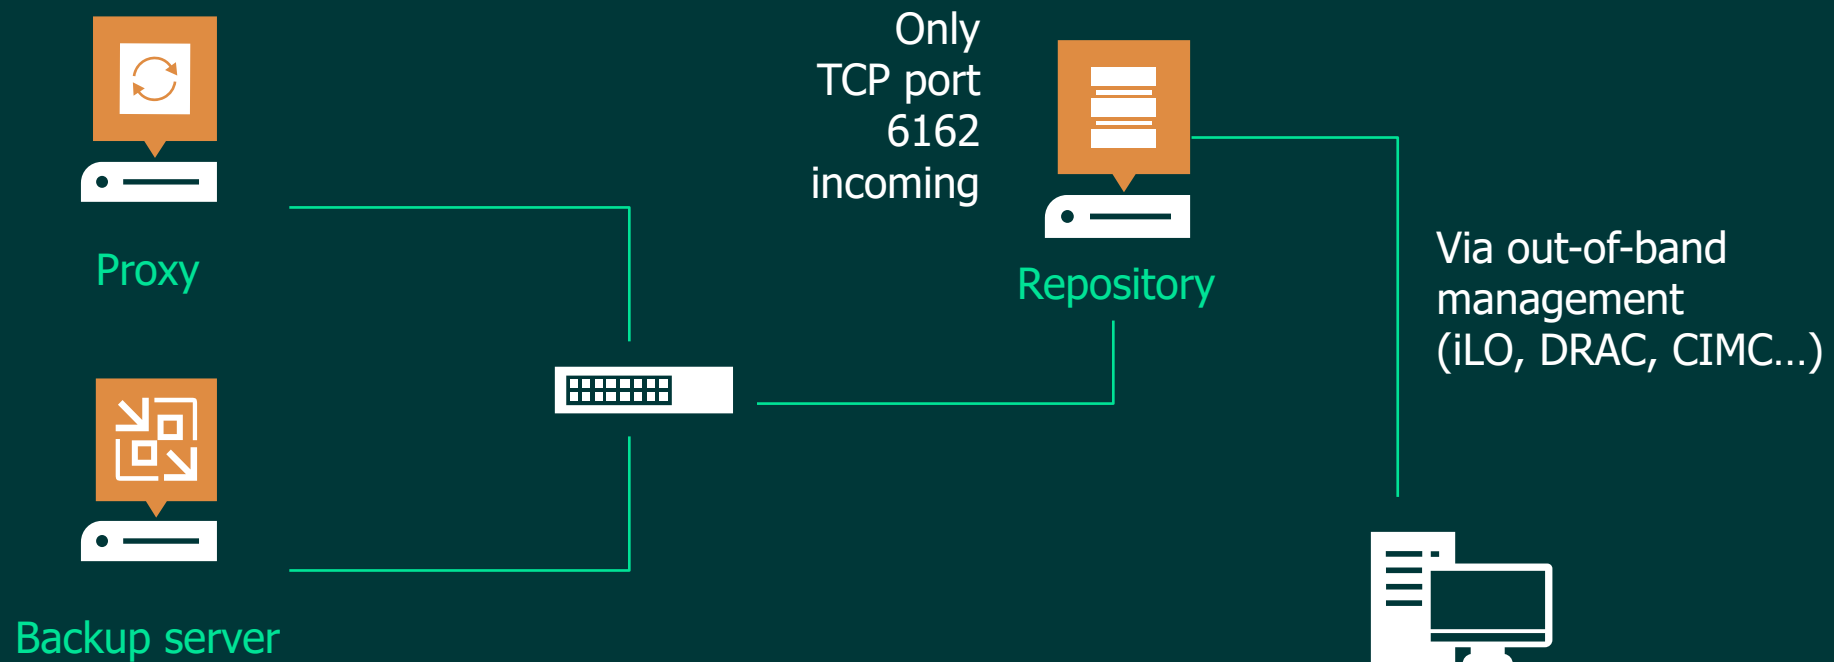 Only
TCP port
6162
incoming
Proxy
Repository
Via out-of-band
management
(iLO, DRAC, CIMC...)
Backup server